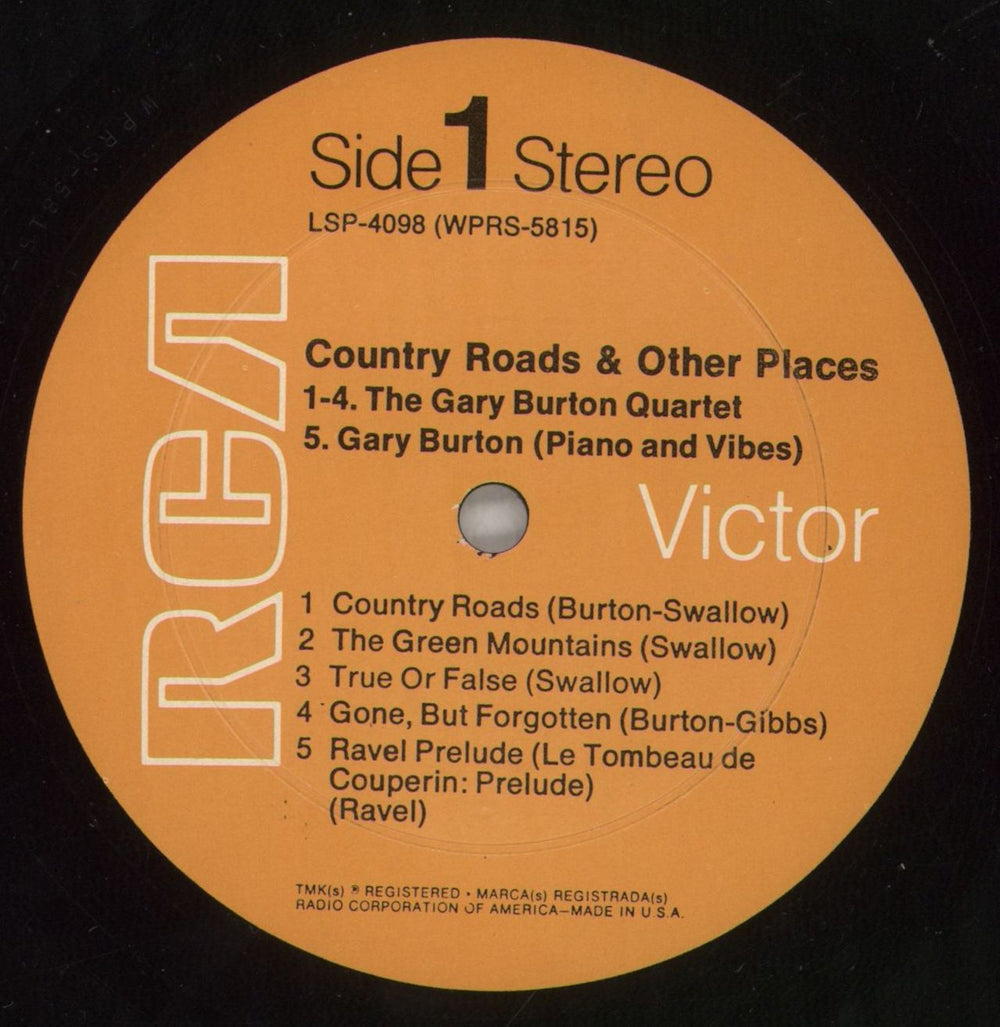 Side 1 Stereo
LSP-4098 (WPRS-5815)
RCA
Country Roads & Other Places
1-4. The Gary Burton Quartet
5. Gary Burton (Piano and Vibes)
Victor
1 Country Roads (Burton-Swallow)
2 The Green Mountains (Swallow)
3 True Or False (Swallow)
4 Gone, But Forgotten (Burton-Gibbs)
5 Ravel Prelude (Le Tombeau de
Couperin: Prelude)
(Ravel)
TMK(s) ® REGISTERED • MARCA(s) REGISTRADA(s)
RADIO CORPORATION OF AMERICA—MADE IN U.S.A.
WPRS-5815